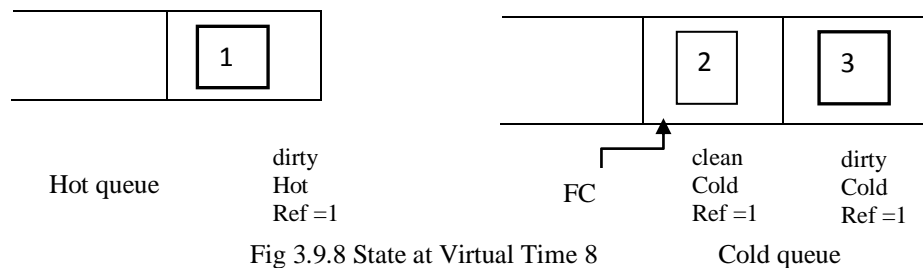 1
2
3
dirty
Hot
Ref =1
Hot queue
FC
clean
Cold
Ref =1
dirty
Cold
Ref =1
Fig 3.9.8 State at Virtual Time 8
Cold queue